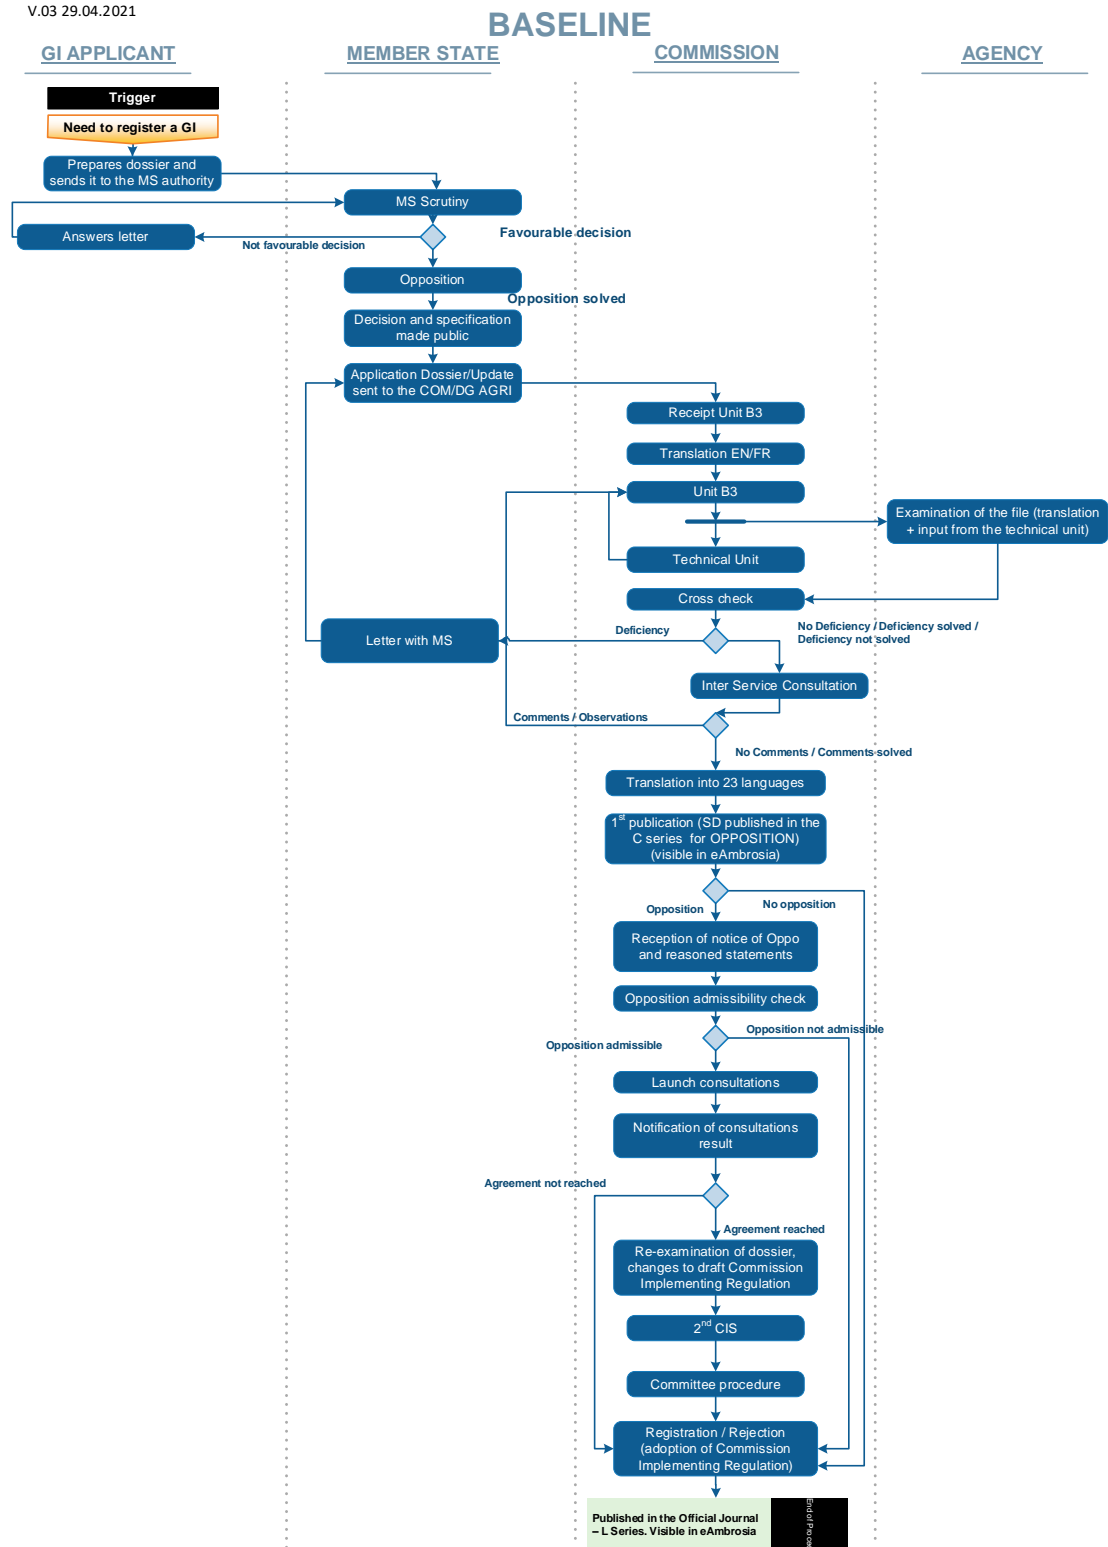 V.03 29.04.2021
BASELINE
GI APPLICANT
MEMBER STATE
COMMISSION
AGENCY
Trigger
Need to register a GI
Prepares dossier and
sends it to the MS authority
MS Scrutiny
Answers letter
Not favourable decision
Favourable decision
Opposition
Opposition solved
Decision and specification
made public
Application Dossier/Update
sent to the COM/DG AGRI
Receipt Unit B3
Translation EN/FR
Unit B3
Examination of the file (translation
+ input from the technical unit)
Technical Unit
Cross check
Letter with MS
Deficiency
No Deficiency / Deficiency solved /
Deficiency not solved
Inter Service Consultation
Comments / Observations
No Comments / Comments solved
Translation into 23 languages
1st publication (SD published in the
C series for OPPOSITION)
(visible in eAmbrosia)
Opposition
No opposition
Reception of notice of Oppo
and reasoned statements
Opposition admissibility check
Opposition not admissible
Opposition admissible
Launch consultations
Notification of consultations
result
Agreement not reached
Agreement reached
Re-examination of dossier,
changes to draft Commission
Implementing Regulation
2nd CIS
Committee procedure
Registration / Rejection
(adoption of Commission
Implementing Regulation)
Published in the Official Journal
– L Series. Visible in eAmbrosia
End of Proce